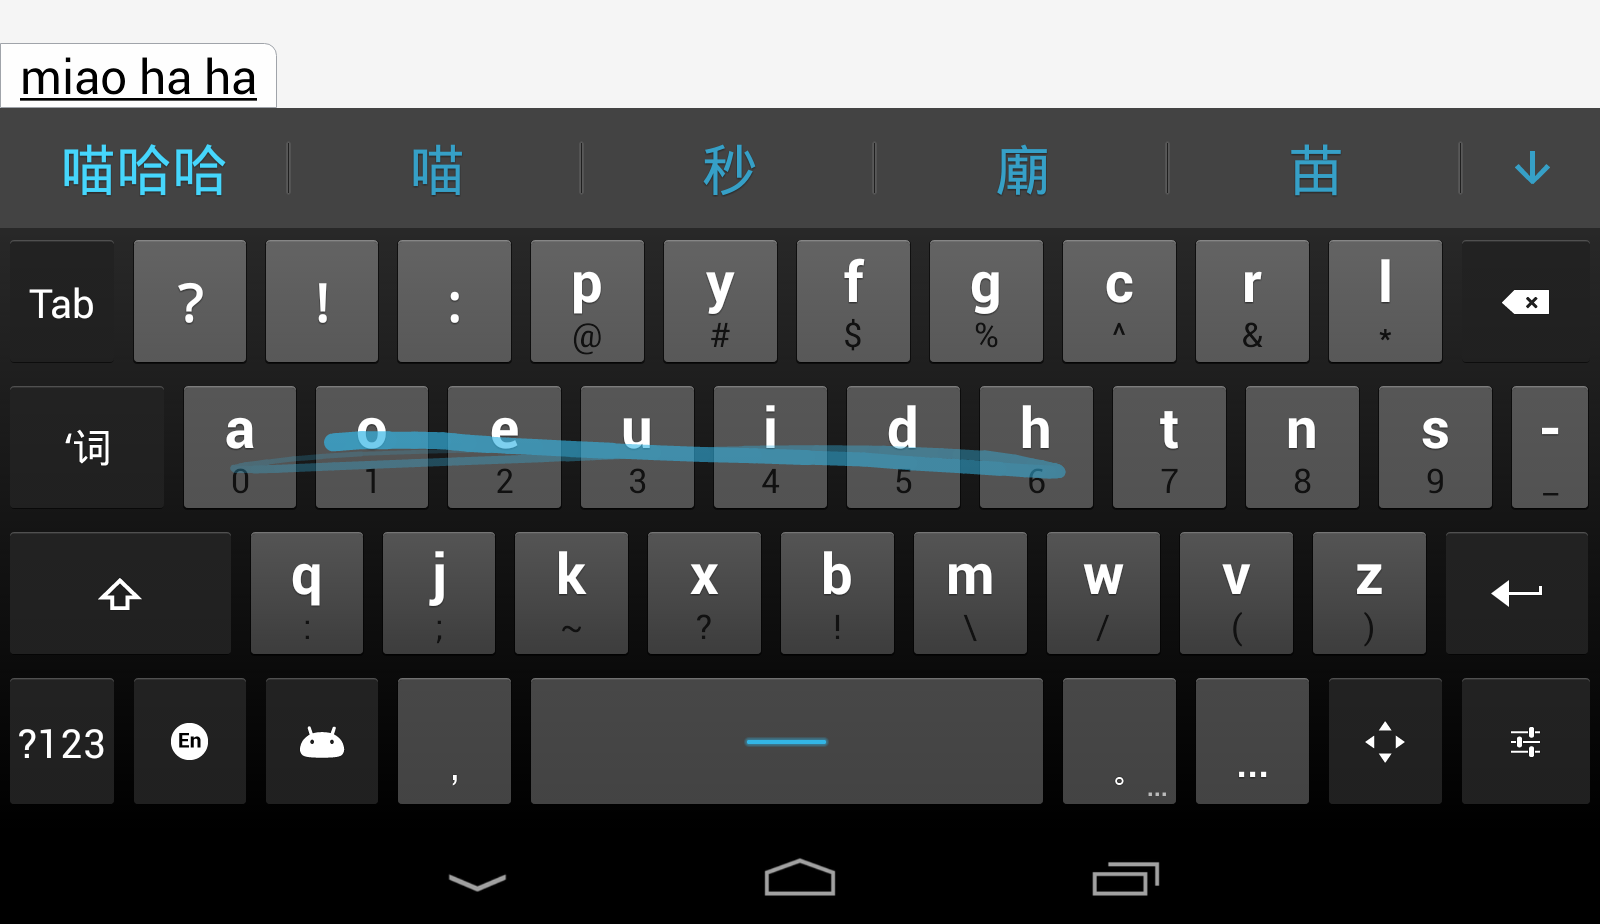 miao ha ha
喵哈哈 喵 秒 廟 苗
Tab ? ! : p y f g c r l
@ # $ % ^ & *
‘词 a o e u i d h t n s -
0 1 2 3 4 5 6 7 8 9 _
q j k x b m w v z
: ; ~ ? ! \ / ( )
?123 En , 。 ... ...